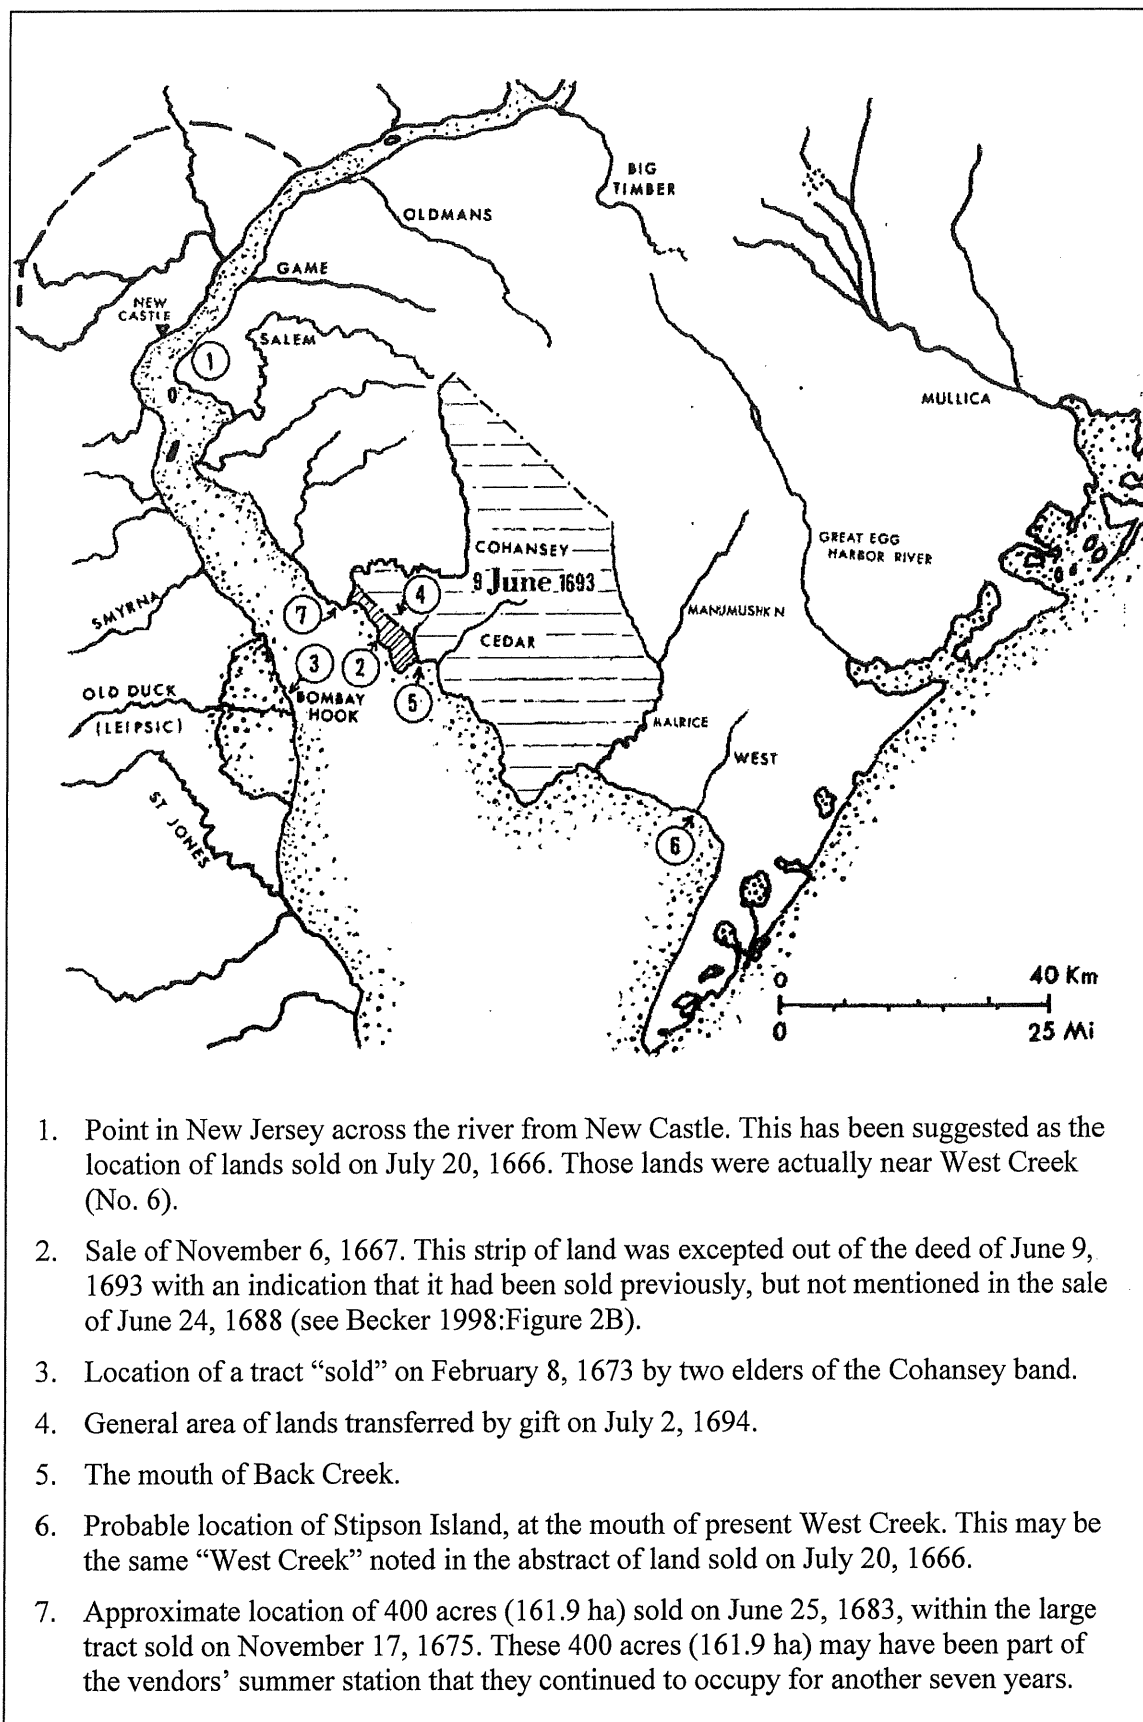 BIG
TIMBER
OLDMANS
GAME
NEW
CASTLE
1
SALEM
MULLICA
COHANSEY
GREAT EGG
HARBOR RIVER
9 June 1693
4
SMYRNA
7
MANUMUSHKIN
CEDAR
2
3
OLD DUCK
BOMBAY
HOOK
5
(LEIPSIC)
MAURICE
WEST
ST JONES
6
0 40 Km
0 25 Mi
1. Point in New Jersey across the river from New Castle. This has been suggested as the
location of lands sold on July 20, 1666. Those lands were actually near West Creek
(No. 6).
2. Sale of November 6, 1667. This strip of land was excepted out of the deed of June 9,
1693 with an indication that it had been sold previously, but not mentioned in the sale
of June 24, 1688 (see Becker 1998:Figure 2B).
3. Location of a tract “sold” on February 8, 1673 by two elders of the Cohansey band.
4. General area of lands transferred by gift on July 2, 1694.
5. The mouth of Back Creek.
6. Probable location of Stipson Island, at the mouth of present West Creek. This may be
the same “West Creek” noted in the abstract of land sold on July 20, 1666.
7. Approximate location of 400 acres (161.9 ha) sold on June 25, 1683, within the large
tract sold on November 17, 1675. These 400 acres (161.9 ha) may have been part of
the vendors’ summer station that they continued to occupy for another seven years.